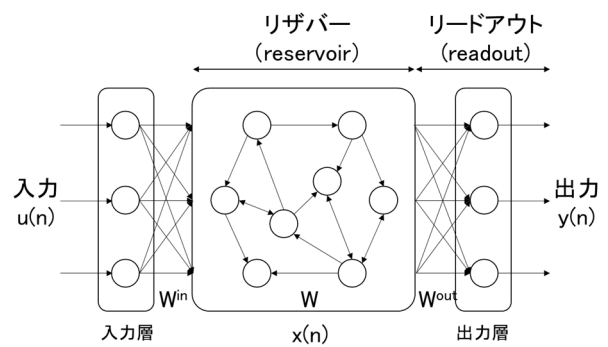 リザバー
(reservoir)
リードアウト
(readout)
入力
u(n)
出力
y(n)
Wⁱⁿ
W
Wᵒᵘᵗ
入力層
x(n)
出力層